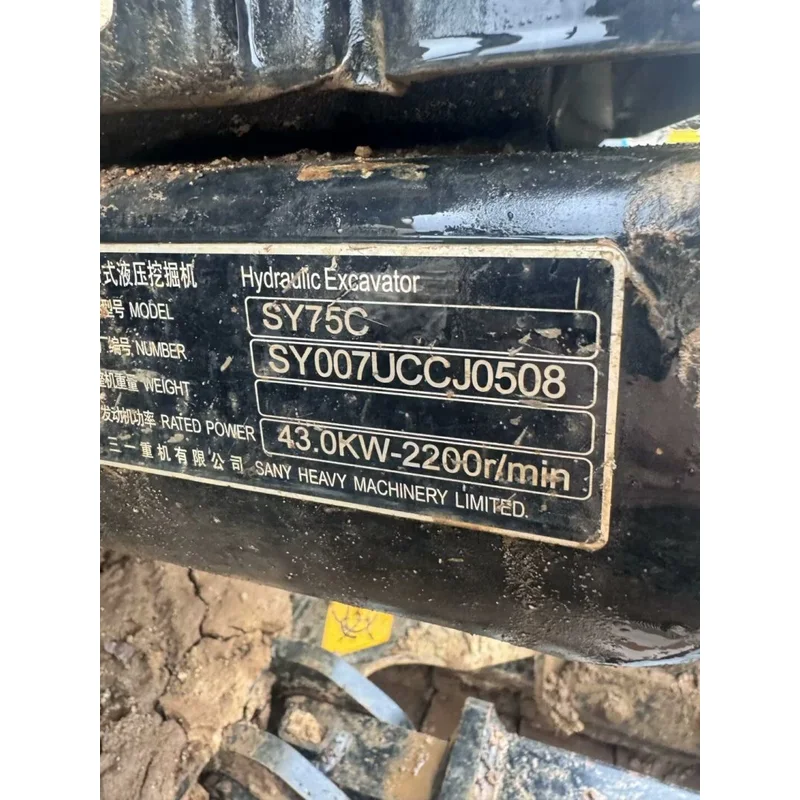 式液压挖掘机 Hydraulic Excavator
型号 MODEL SY75C
编号 NUMBER SY007UCCJ0508
机重量 WEIGHT
发动机功率 RATED POWER 43.0KW-2200r/min
三一重机有限公司 SANY HEAVY MACHINERY LIMITED.